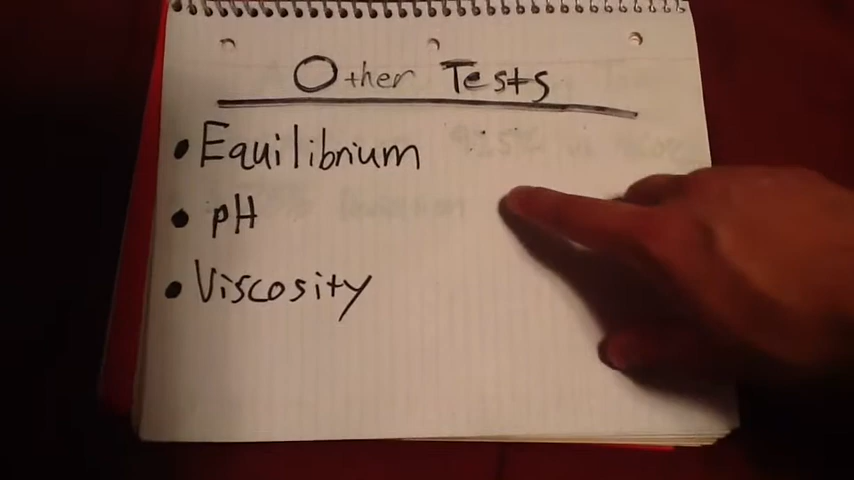 Other Tests
• Equilibrium
• pH
• Viscosity